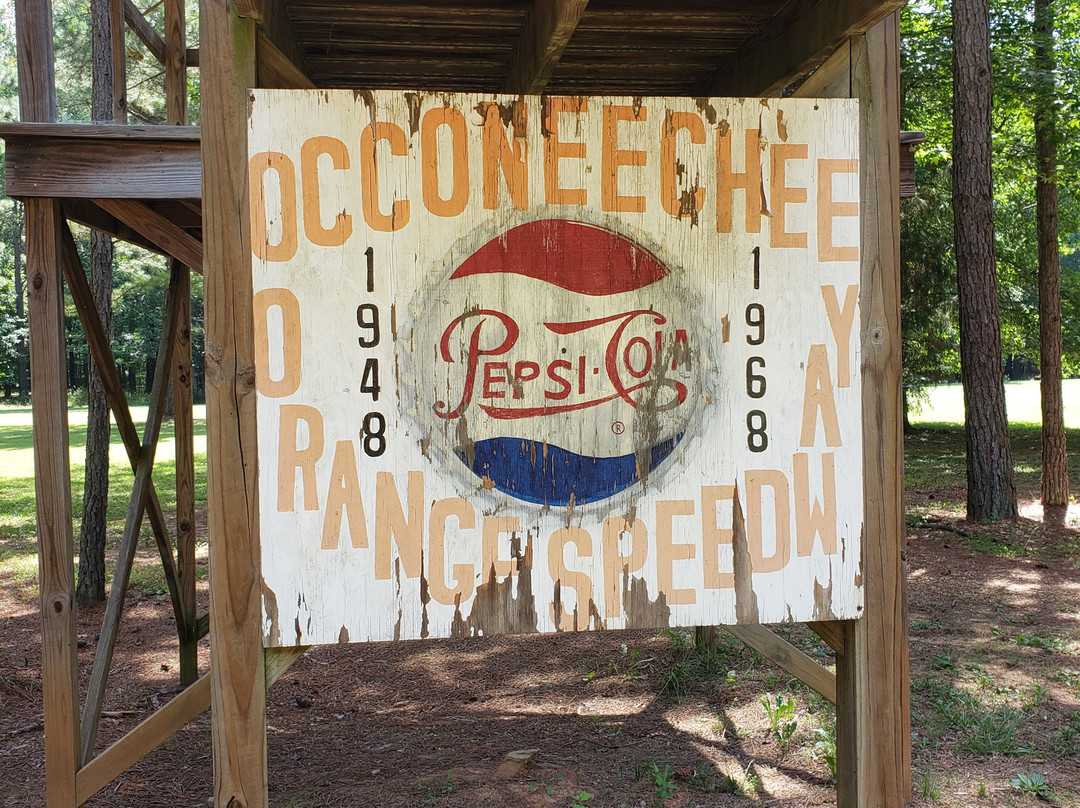 OCCONEECHEE
1948
1968
PEPSI·COLA
®
ORANGE SPEEDWAY